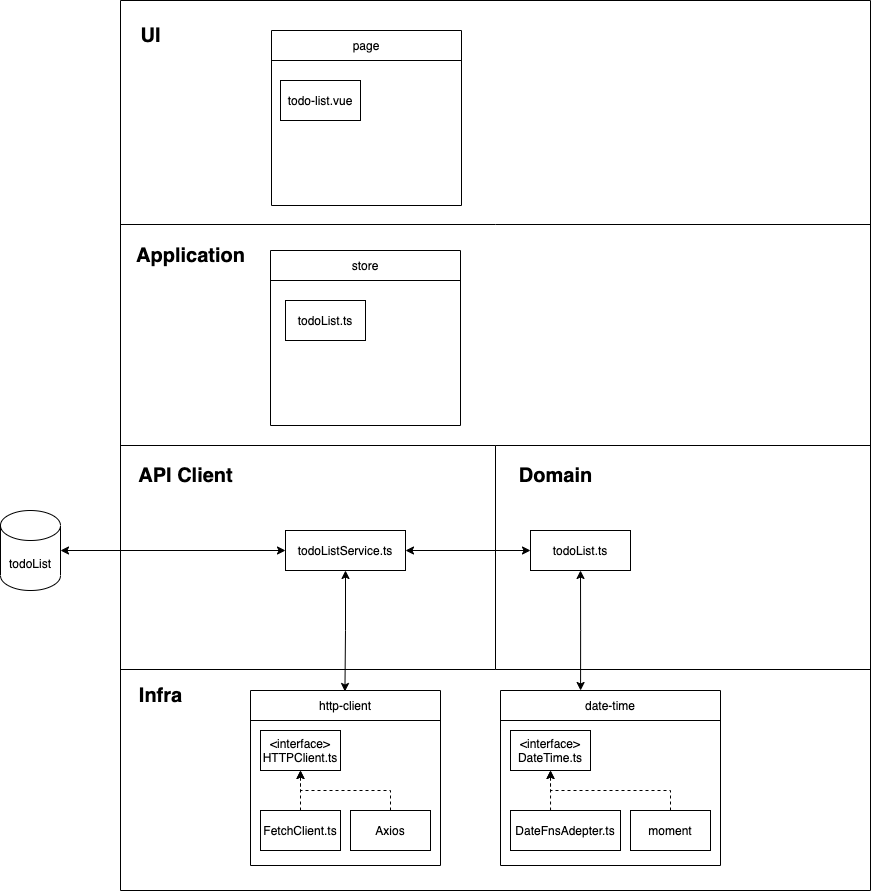 UI
page
todo-list.vue
Application
store
todoList.ts
API Client
Domain
todoList
todoListService.ts
todoList.ts
Infra
http-client
date-time
<interface>
HTTPClient.ts
<interface>
DateTime.ts
FetchClient.ts
Axios
DateFnsAdepter.ts
moment